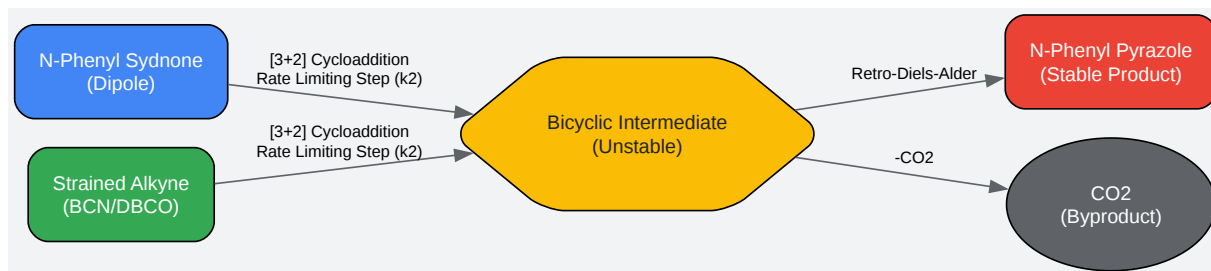 N-Phenyl Sydnone
(Dipole)
[3+2] Cycloaddition
Rate Limiting Step (k2)
Strained Alkyne
(BCN/DBCO)
[3+2] Cycloaddition
Rate Limiting Step (k2)
Bicyclic Intermediate
(Unstable)
Retro-Diels-Alder
-CO2
N-Phenyl Pyrazole
(Stable Product)
CO2
(Byproduct)